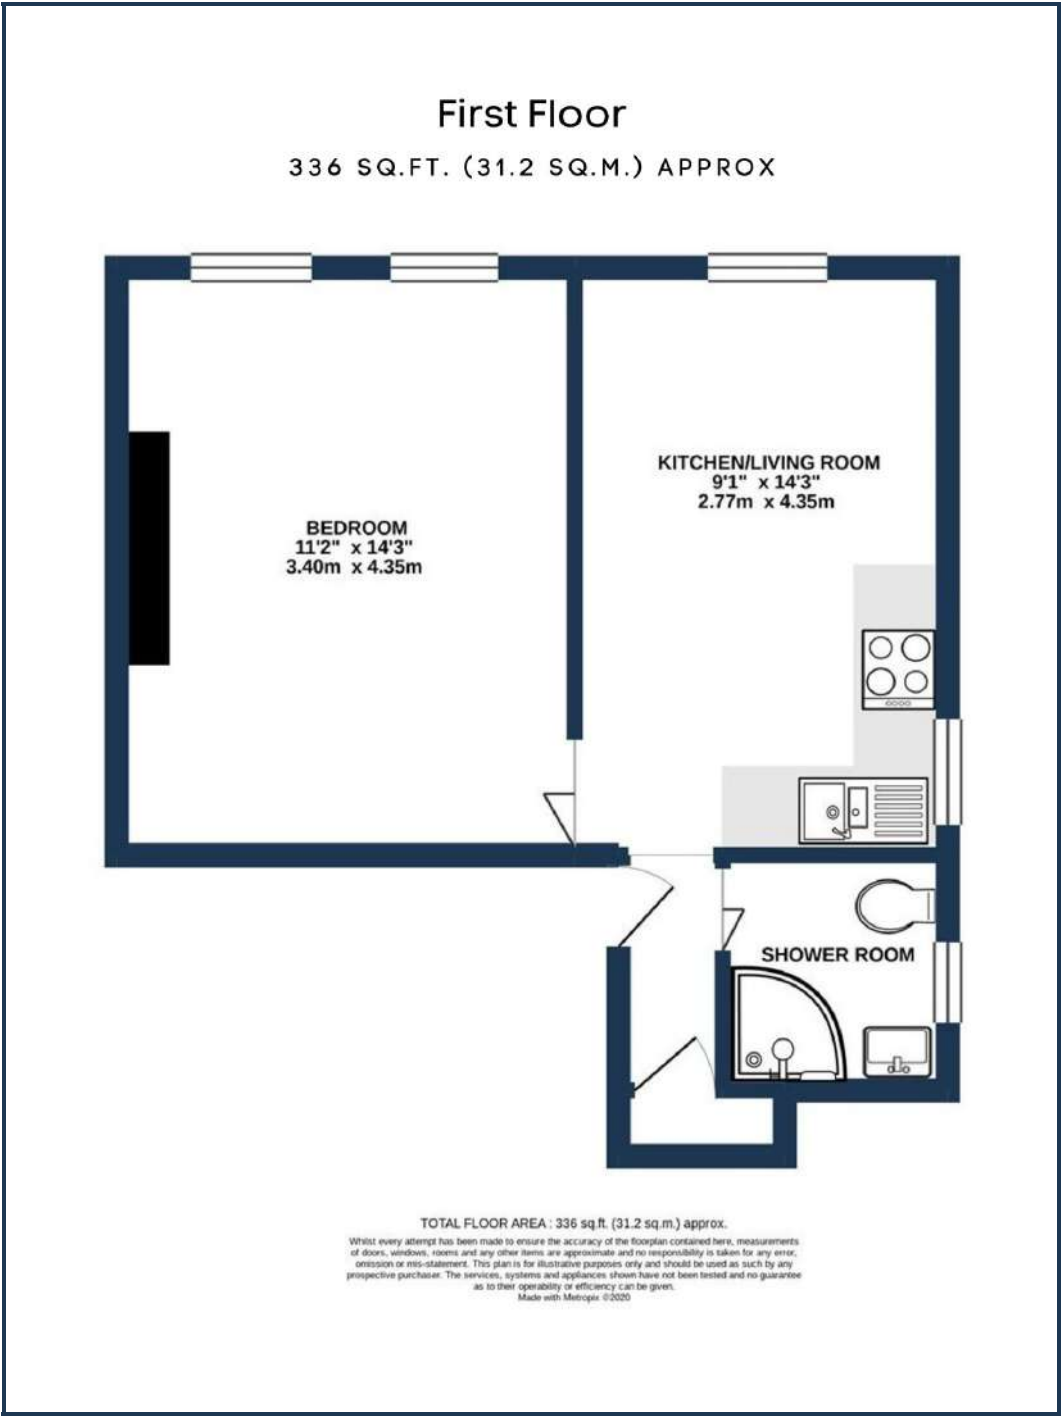 First Floor
336 SQ.FT. (31.2 SQ.M.) APPROX
KITCHEN/LIVING ROOM
9'1" x 14'3"
2.77m x 4.35m
BEDROOM
11'2" x 14'3"
3.40m x 4.35m
SHOWER ROOM
TOTAL FLOOR AREA : 336 sq.ft. (31.2 sq.m.) approx.
Whilst every attempt has been made to ensure the accuracy of the floorplan contained here, measurements
of doors, windows, rooms and any other items are approximate and no responsibility is taken for any error,
omission or mis-statement. This plan is for illustrative purposes only and should be used as such by any
prospective purchaser. The services, systems and appliances shown have not been tested and no guarantee
as to their operability or efficiency can be given.
Made with Metropix ©2020